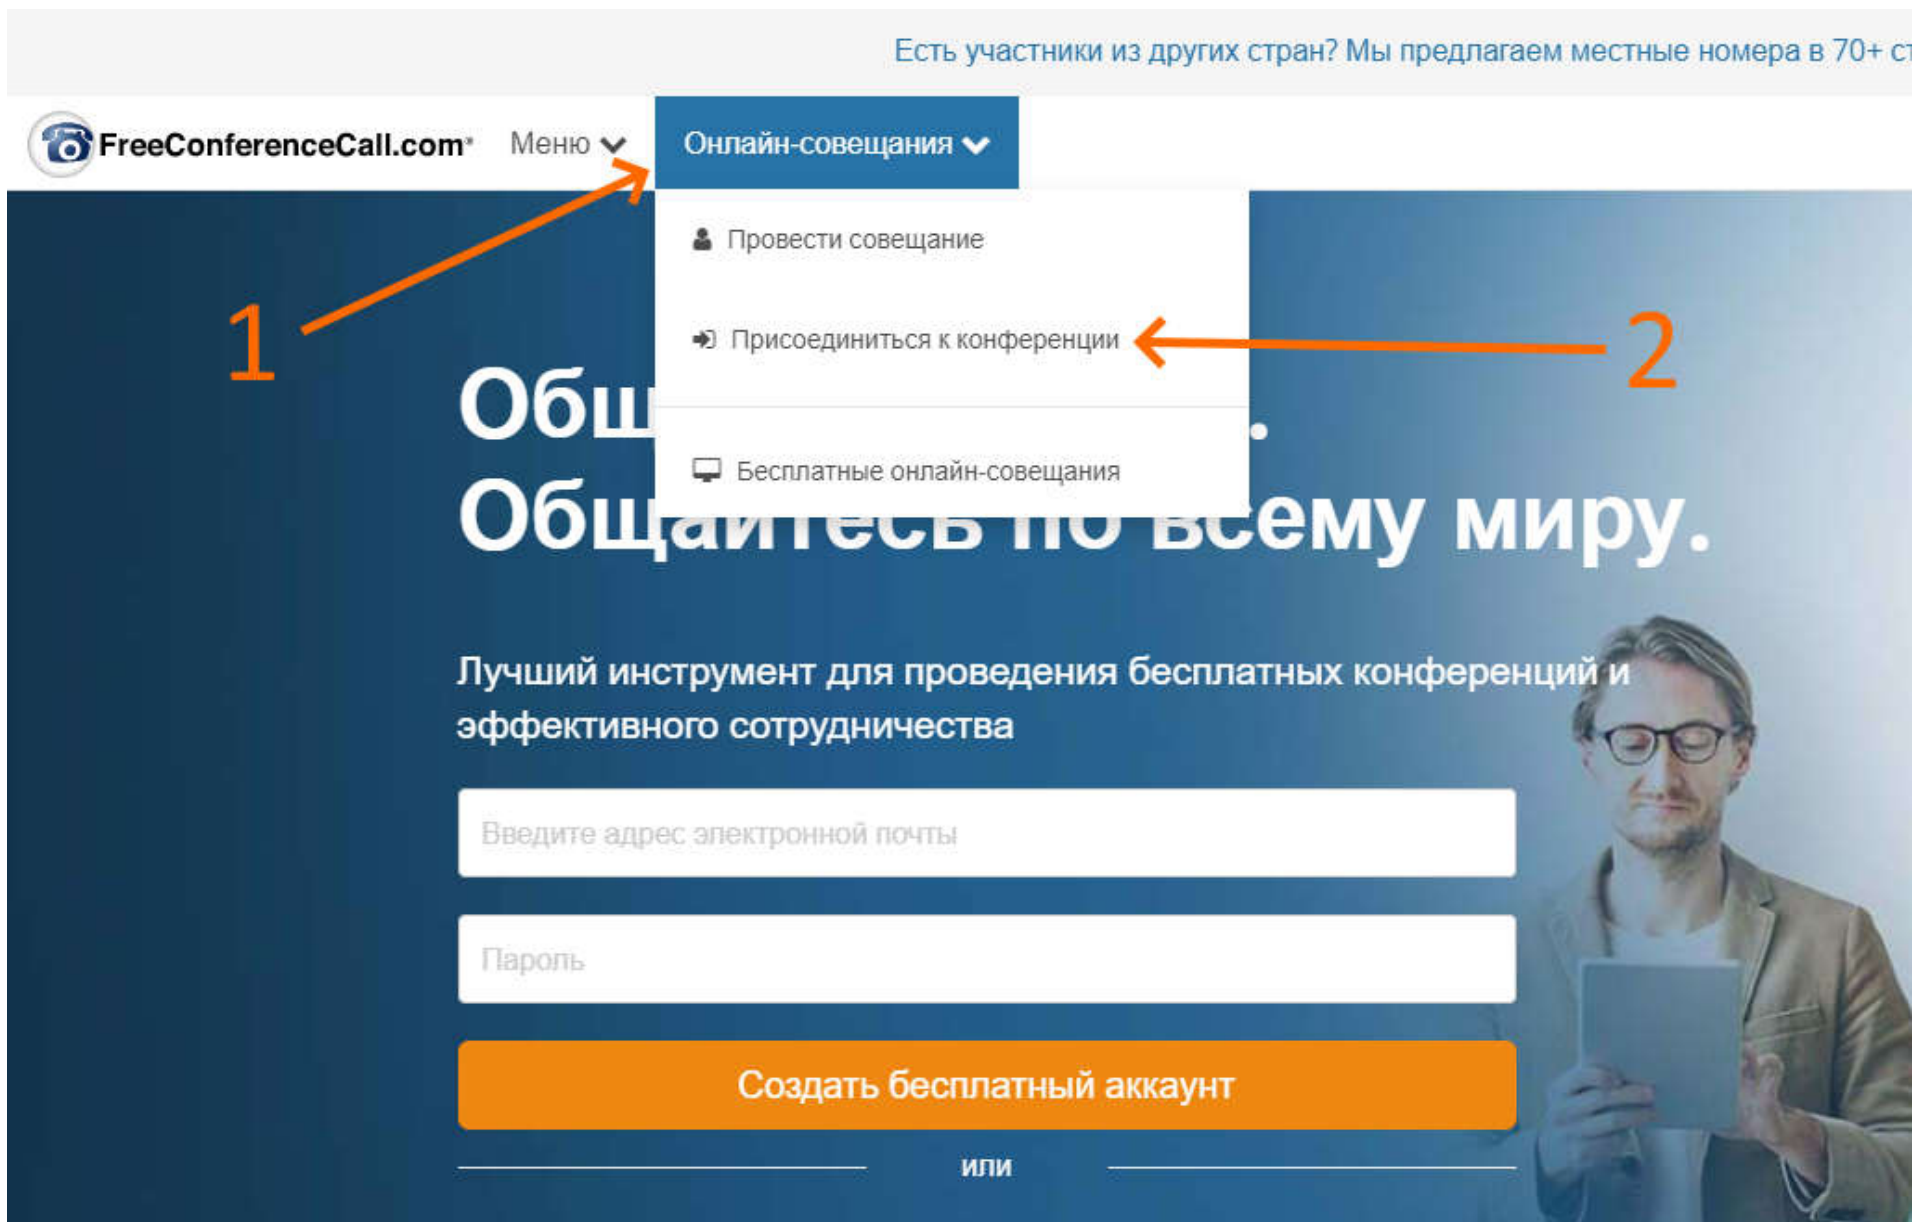 Есть участники из других стран? Мы предлагаем местные номера в 70+
FreeConferenceCall.com® Меню Онлайн-совещания
Провести совещание
1
Присоединиться к конференции
2
Общ .
Бесплатные онлайн-совещания
Общайтесь по всему миру.
Лучший инструмент для проведения бесплатных конференций и
эффективного сотрудничества
Введите адрес электронной почты
Пароль
Создать бесплатный аккаунт
или